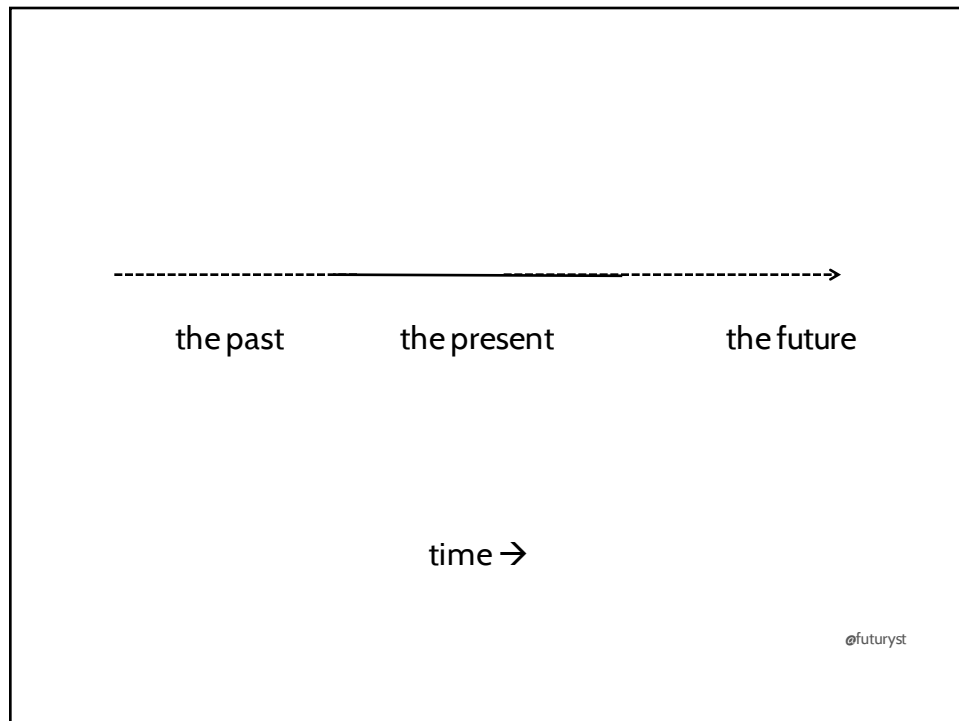 the past the present the future
time →
@futuryst